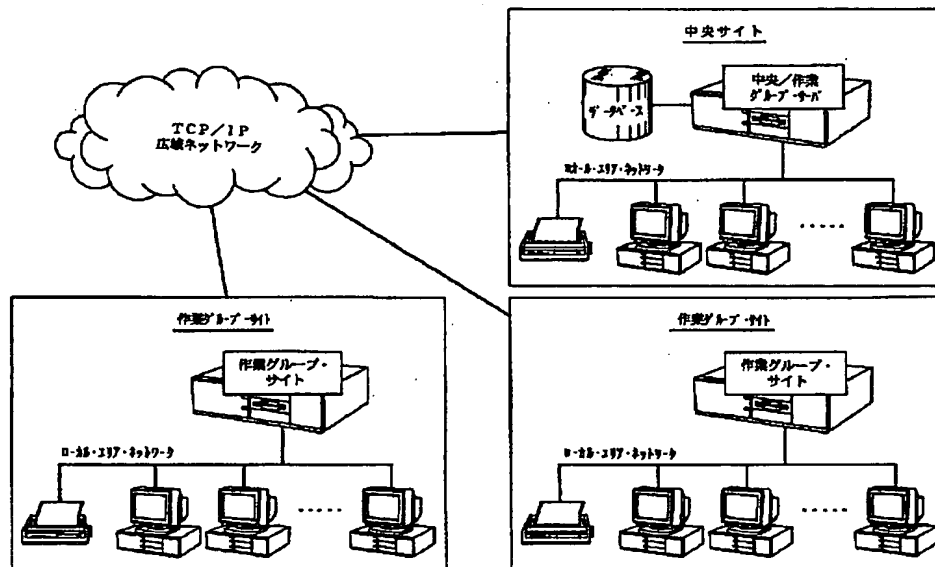 中央サイト
中央／作業
グループ・サーバ
データベース
TCP／IP
広域ネットワーク
ローカル・エリア・ネットワーク
作業グループ・サイト
作業グループ・
サイト
ローカル・エリア・ネットワーク
作業グループ・サイト
作業グループ・
サイト
ローカル・エリア・ネットワーク